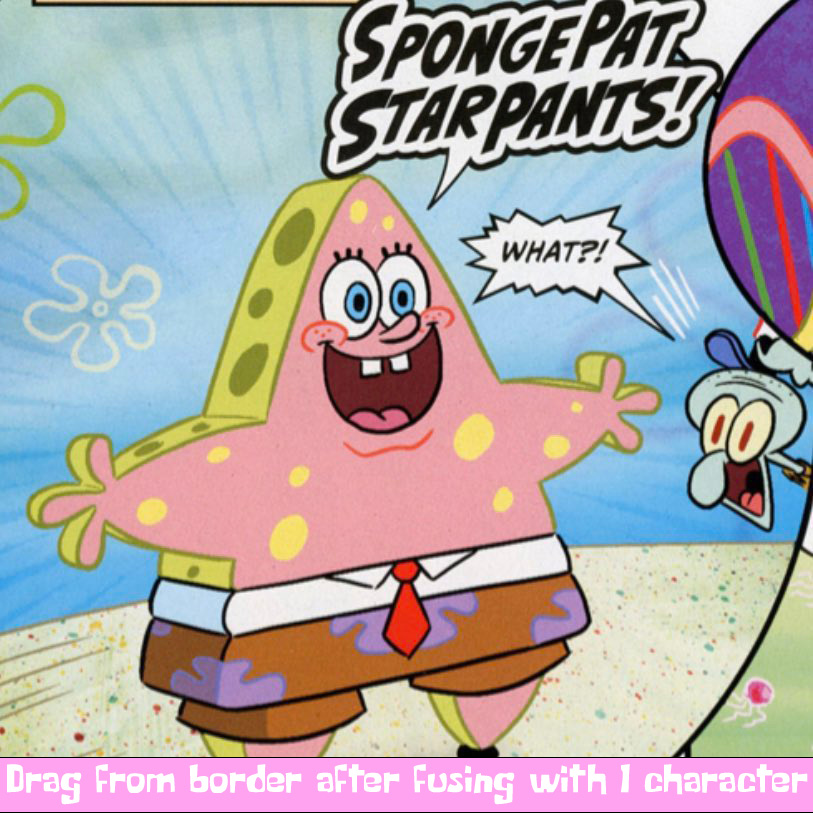 SPONGEPAT
STARPANTS!
WHAT?!
Drag from border after fusing with 1 character